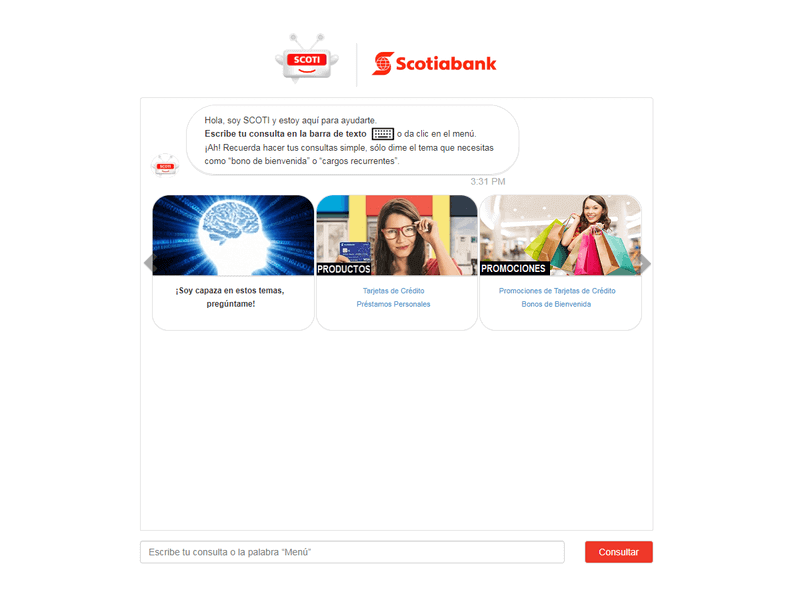 SCOTI
Scotiabank
Hola, soy SCOTI y estoy aquí para ayudarte.
Escribe tu consulta en la barra de texto o da clic en el menú.
¡Ah! Recuerda hacer tus consultas simple, sólo dime el tema que necesitas
como "bono de bienvenida" o "cargos recurrentes".
SCOTI
3:31 PM
PRODUCTOS
PROMOCIONES
¡Soy capaza en estos temas,
pregúntame!
Tarjetas de Crédito
Préstamos Personales
Promociones de Tarjetas de Crédito
Bonos de Bienvenida
Escribe tu consulta o la palabra "Menú"
Consultar